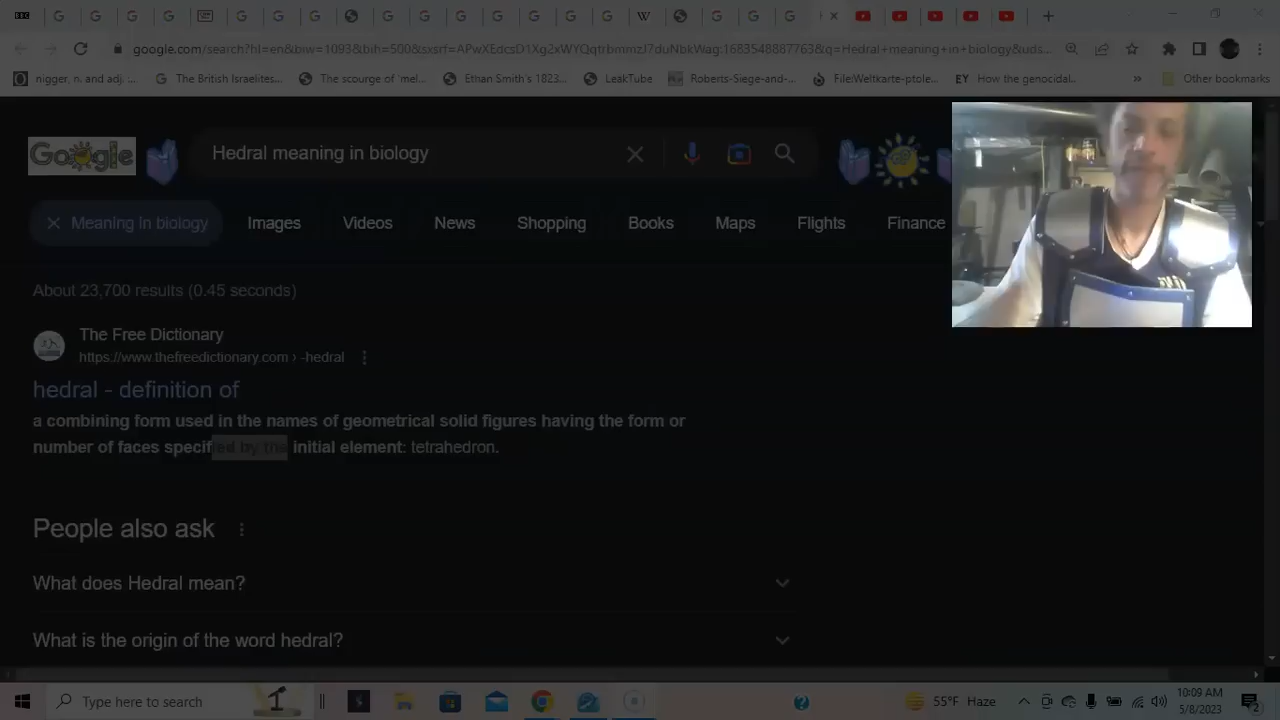 BBC
google.com/search?hl=en&biw=1093&bih=500&sxsrf=APwXEdcsD1Xg2xWYQqtrbmmzJ7duNbkWag:1683548887763&q=Hedral+meaning+in+biology&uds...
nigger, n. and adj. :...
The British Israelites...
The scourge of 'mel...
Ethan Smith's 1823...
LeakTube
Roberts-Siege-and-...
File:Weltkarte-ptole...
EY How the genocidal...
»
Other bookmarks
Google
Hedral meaning in biology
Meaning in biology
Images
Videos
News
Shopping
Books
Maps
Flights
Finance
About 23,700 results (0.45 seconds)
The Free Dictionary
https://www.thefreedictionary.com › -hedral
hedral - definition of
a combining form used in the names of geometrical solid figures having the form or
number of faces specified by the initial element: tetrahedron.
People also ask
What does Hedral mean?
What is the origin of the word hedral?
Type here to search
55°F Haze
10:09 AM
5/8/2023